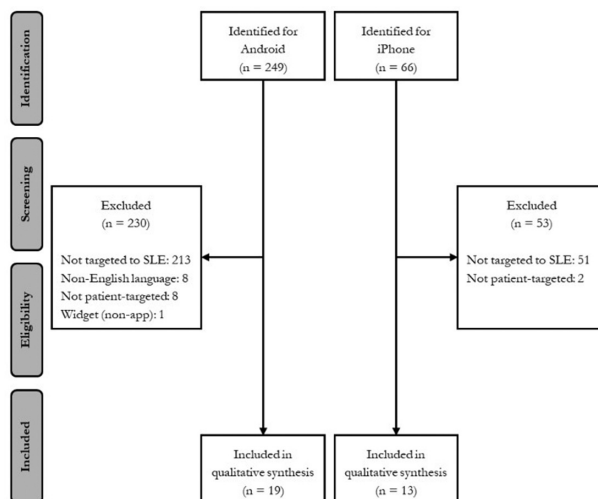 Identification
Identified for
Android
(n = 249)
Identified for
iPhone
(n = 66)
Screening
Excluded
(n = 230)
Not targeted to SLE: 213
Non-English language: 8
Not patient-targeted: 8
Widget (non-app): 1
Excluded
(n = 53)
Not targeted to SLE: 51
Not patient-targeted: 2
Eligibility
Included
Included in
qualitative synthesis
(n = 19)
Included in
qualitative synthesis
(n = 13)